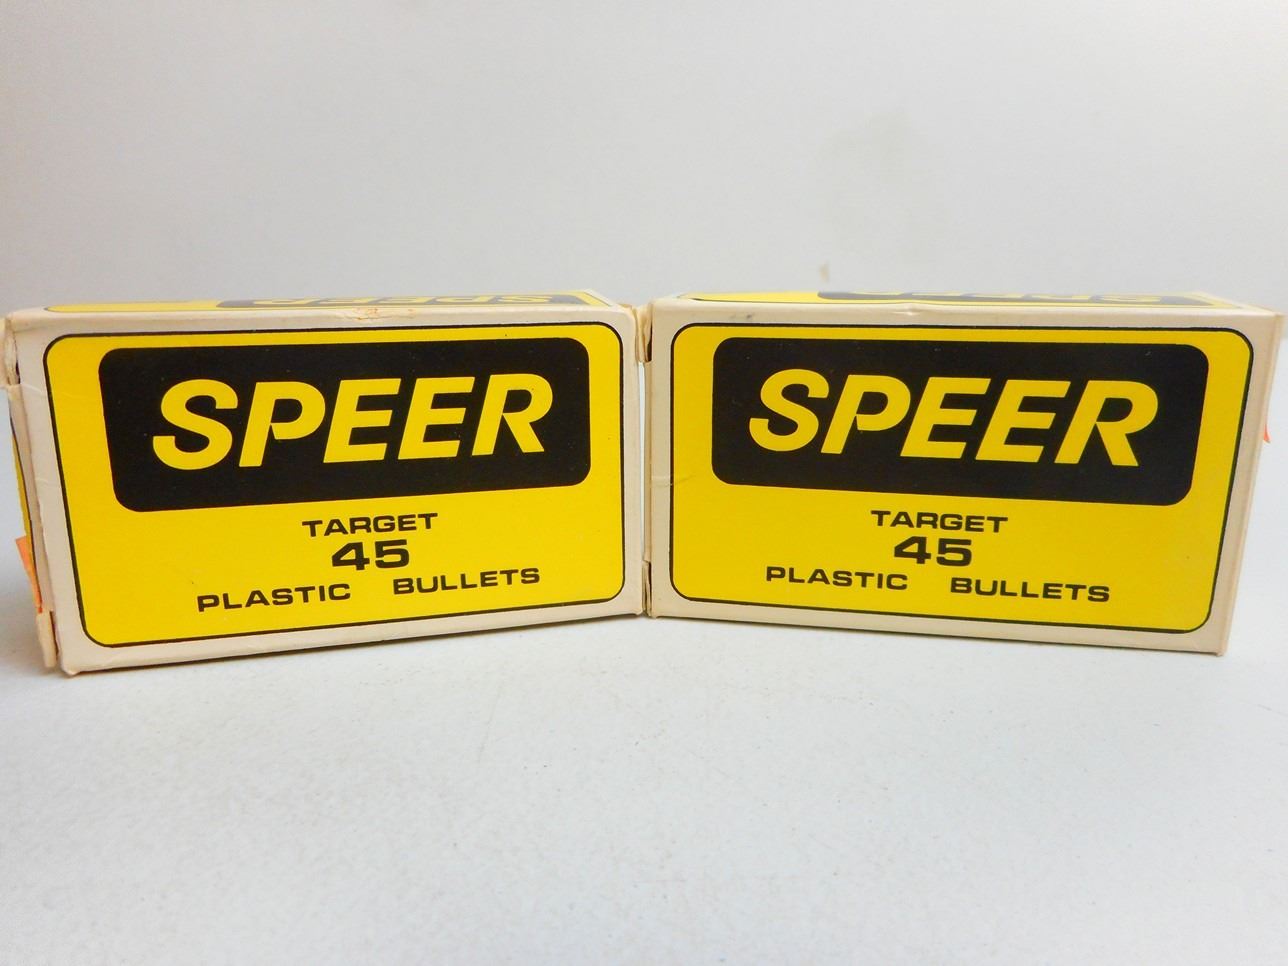 SPEER
TARGET
45
PLASTIC BULLETS
SPEER
TARGET
45
PLASTIC BULLETS